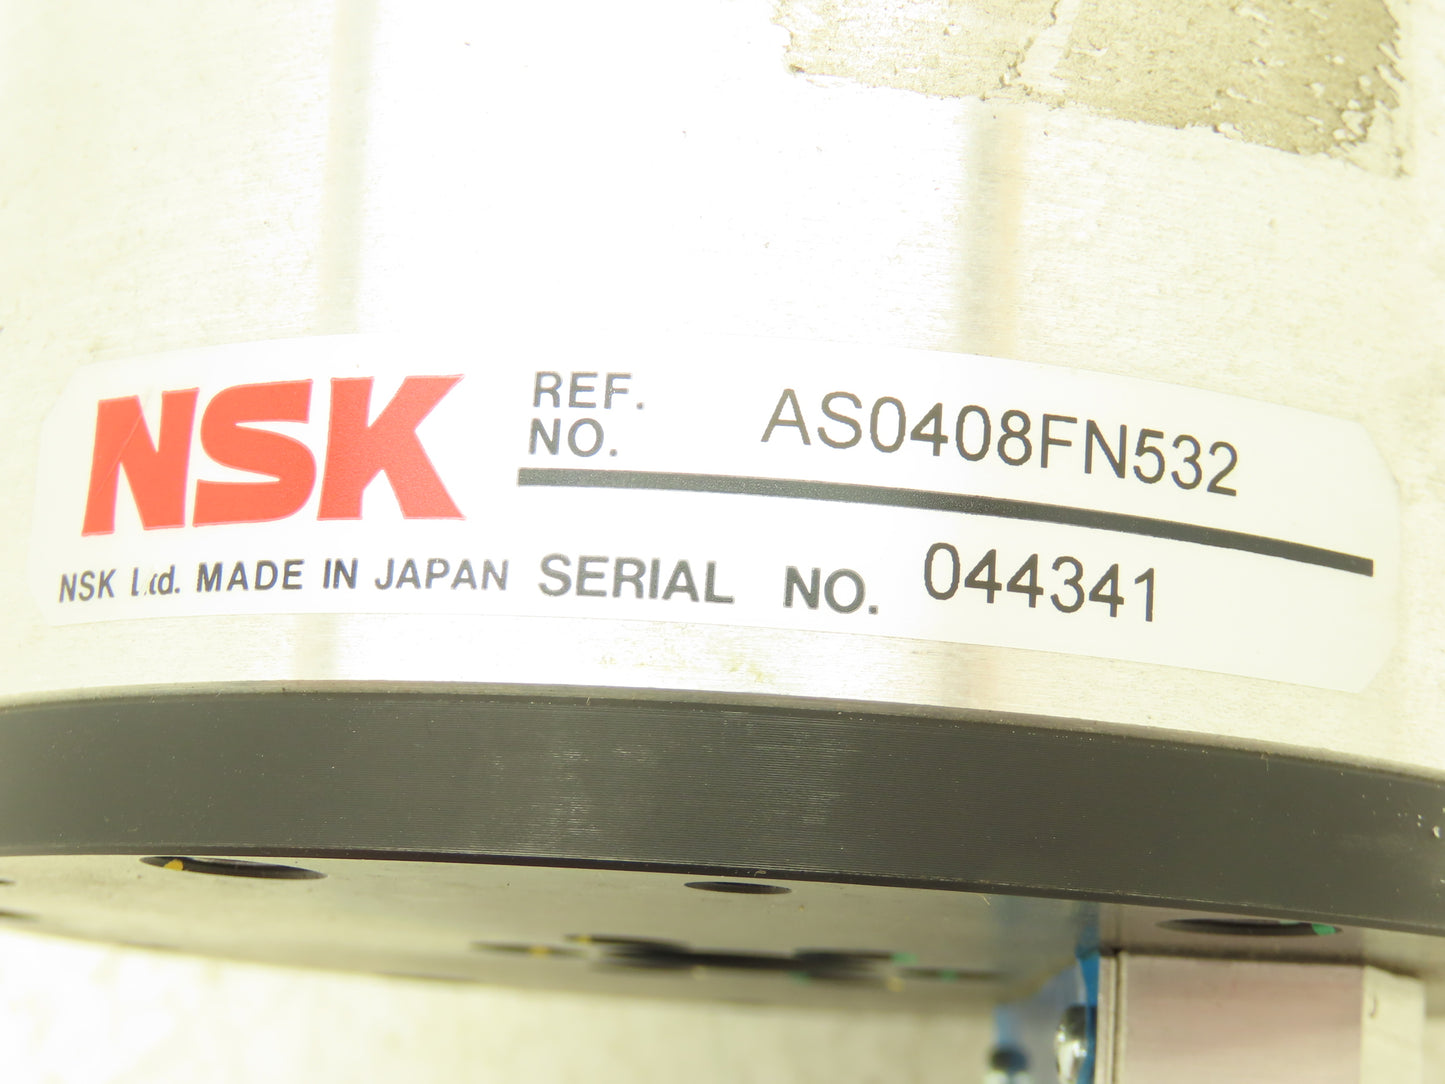 NSK
REF.
NO. AS0408FN532
NSK Ltd. MADE IN JAPAN SERIAL NO. 044341